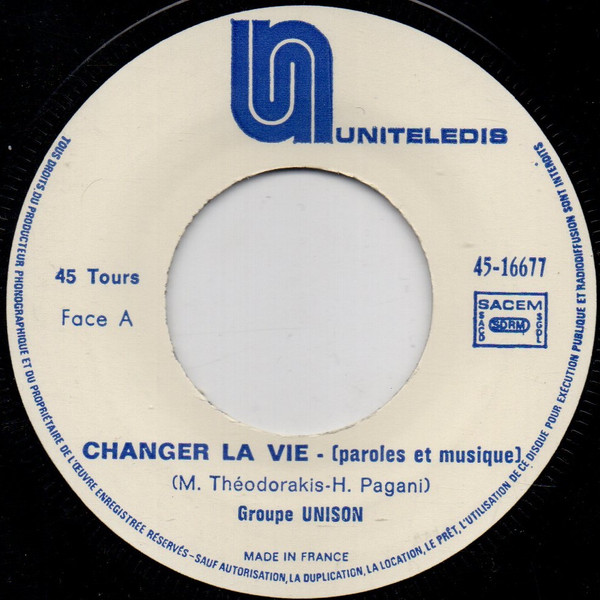 UNITELEDIS
45 Tours
Face A
45-16677
SACEM
SACD
SDRM
SGDL
CHANGER LA VIE - (paroles et musique)
(M. Théodorakis-H. Pagani)
Groupe UNISON
MADE IN FRANCE
TOUS DROITS DU PRODUCTEUR PHONOGRAPHIQUE ET DU PROPRIÉTAIRE DE L'ŒUVRE ENREGISTRÉE RÉSERVÉS-SAUF AUTORISATION, LA DUPLICATION, LA LOCATION, LE PRÊT, L'UTILISATION DE CE DISQUE POUR EXÉCUTION PUBLIQUE ET RADIODIFFUSION SONT INTERDITS